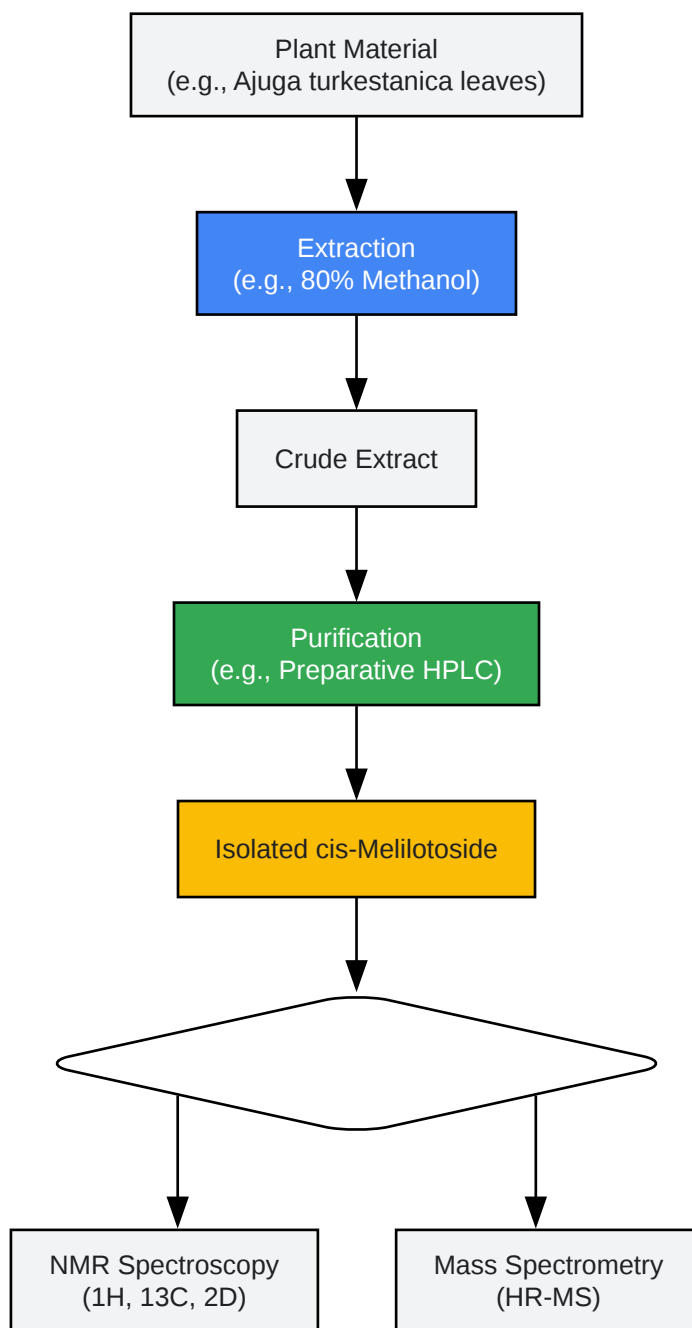 Plant Material
(e.g., Ajuga turkestanica leaves)
Extraction
(e.g., 80% Methanol)
Crude Extract
Purification
(e.g., Preparative HPLC)
Isolated cis-Melilotoside
NMR Spectroscopy
(1H, 13C, 2D)
Mass Spectrometry
(HR-MS)